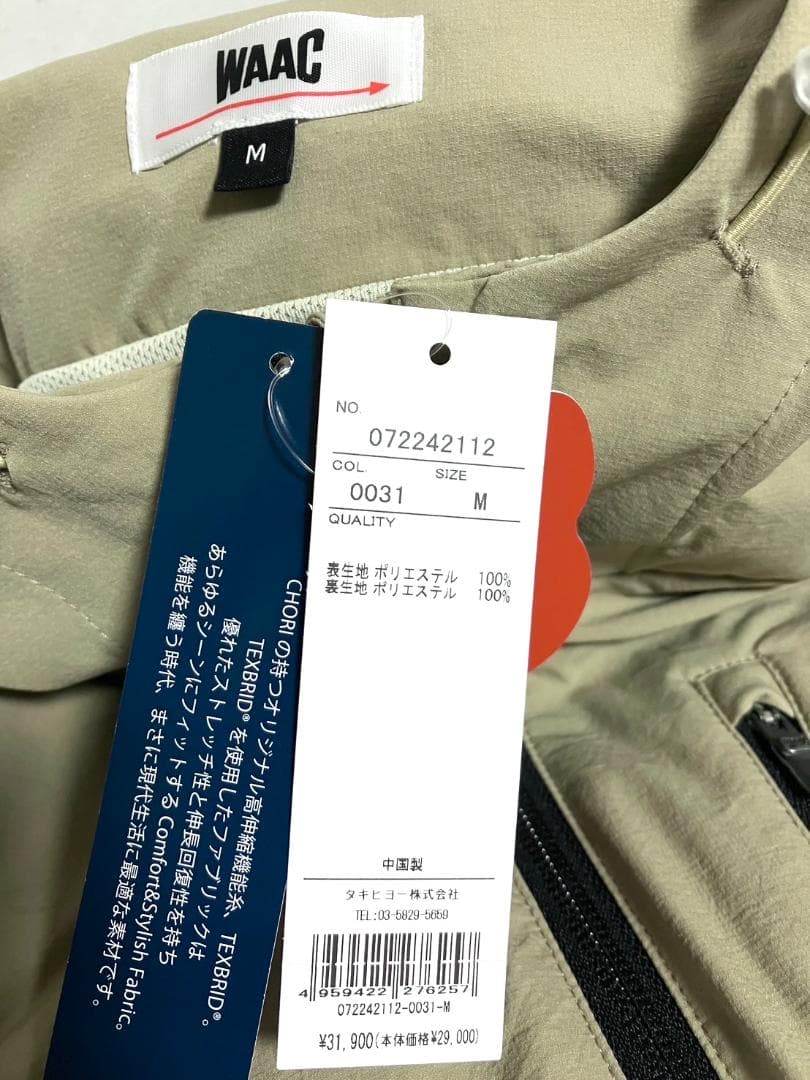 WAAC
M
NO.
072242112
COL.
SIZE
0031
M
QUALITY
表生地 ポリエステル 100%
裏生地 ポリエステル 100%
中国製
タキヒヨー株式会社
TEL:03-5829-5659
4 959422 276257
072242112-0031-M
¥31,900(本体価格¥29,000)
CHORIの持つオリジナル高伸縮機能糸、TEXBRID®。
TEXBRID®を使用したファブリックは
優れたストレッチ性と伸長回復性を持ち
あらゆるシーンにフィットするComfort&Stylish Fabric。
機能を纏う時代、まさに現代生活に最適な素材です。